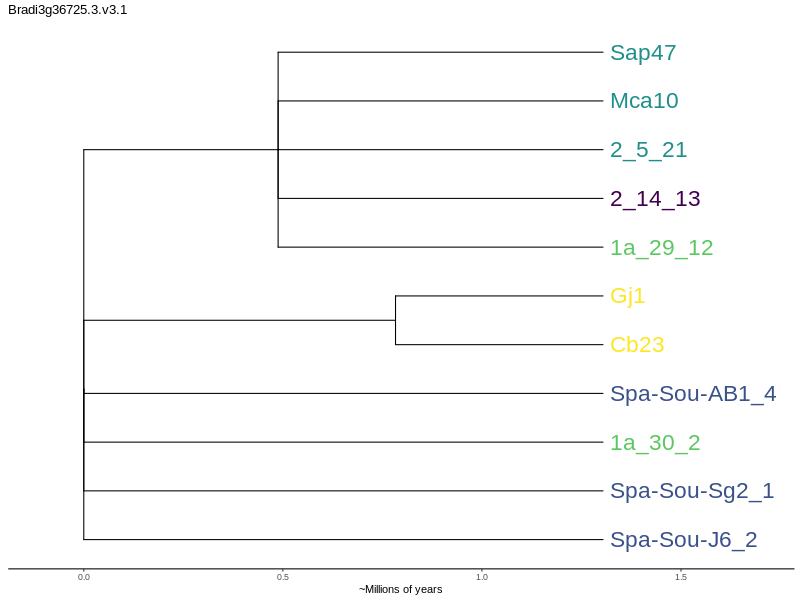 Bradi3g36725.3.v3.1
Sap47
Mca10
2_5_21
2_14_13
1a_29_12
Gj1
Cb23
Spa-Sou-AB1_4
1a_30_2
Spa-Sou-Sg2_1
Spa-Sou-J6_2
0.0 0.5 1.0 1.5
~Millions of years